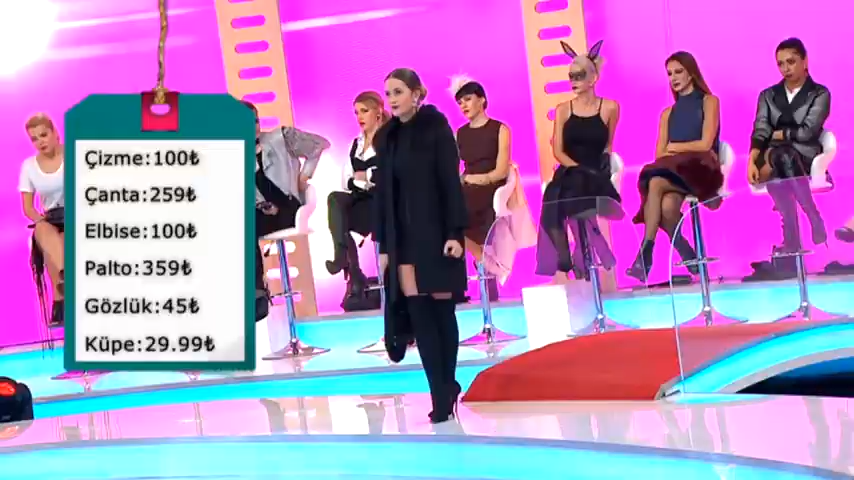 Çizme:100₺
Çanta:259₺
Elbise:100₺
Palto:359₺
Gözlük:45₺
Küpe:29.99₺